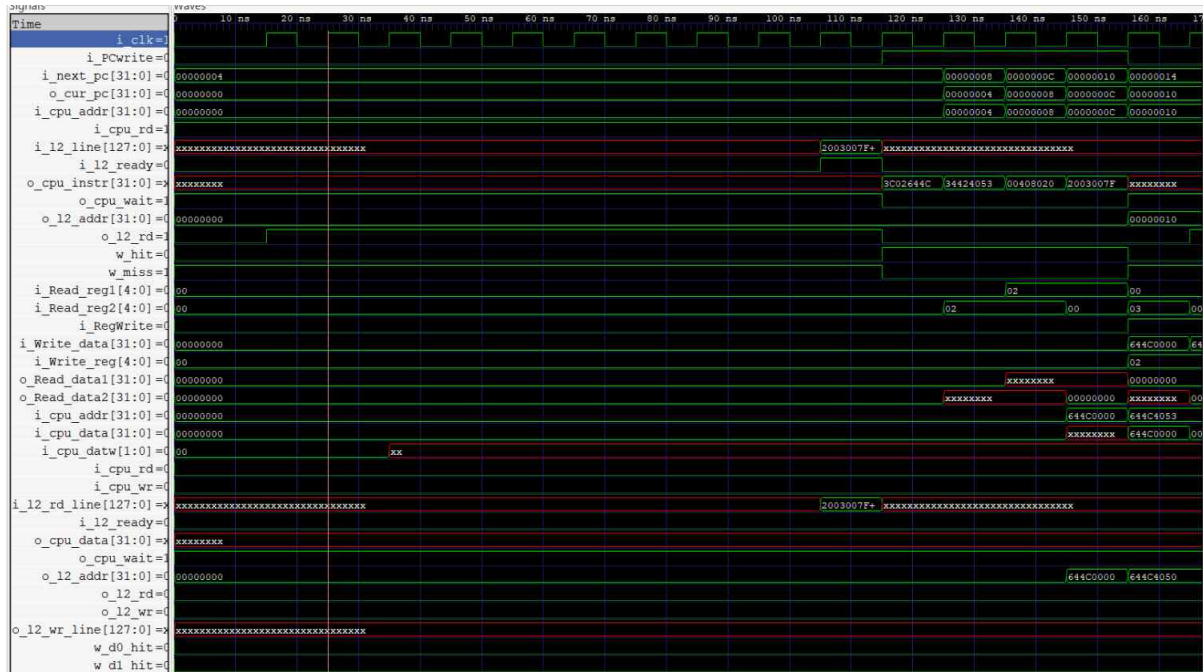 Signals Waves
Time 10 ns 20 ns 30 ns 40 ns 50 ns 60 ns 70 ns 80 ns 90 ns 100 ns 110 ns 120 ns 130 ns 140 ns 150 ns 160 ns 17
i_clk=1
i_PCwrite=0
i_next_pc[31:0]=0 00000004 00000008 0000000C 00000010 00000014
o_cur_pc[31:0]=0 00000000 00000004 00000008 0000000C 00000010
i_cpu_addr[31:0]=0 00000000 00000004 00000008 0000000C 00000010
i_cpu_rd=1
i_l2_line[127:0]=x xxxxxxxxxxxxxxxxxxxxxxxxxxxxxxxx 2003007F+ xxxxxxxxxxxxxxxxxxxxxxxxxxxxxxxx
i_l2_ready=0
o_cpu_instr[31:0]=x xxxxxxxx 3C02644C 34424053 00408020 2003007F xxxxxxxx
o_cpu_wait=1
o_l2_addr[31:0]=0 00000000 00000010
o_l2_rd=1
w_hit=0
w_miss=1
i_Read_reg1[4:0]=0 00 02 00
i_Read_reg2[4:0]=0 00 02 00 03 00
i_RegWrite=0
i_Write_data[31:0]=0 00000000 644C0000 64
i_Write_reg[4:0]=0 00 02
o_Read_data1[31:0]=0 00000000 xxxxxxxx 00000000
o_Read_data2[31:0]=0 00000000 xxxxxxxx 00000000 xxxxxxxx 00
i_cpu_addr[31:0]=0 00000000 644C0000 644C4053
i_cpu_data[31:0]=0 00000000 xxxxxxxx 644C0000 00
i_cpu_datw[1:0]=0 00 xx
i_cpu_rd=0
i_cpu_wr=0
i_l2_rd_line[127:0]=x xxxxxxxxxxxxxxxxxxxxxxxxxxxxxxxx 2003007F+ xxxxxxxxxxxxxxxxxxxxxxxxxxxxxxxx
i_l2_ready=0
o_cpu_data[31:0]=x xxxxxxxx
o_cpu_wait=1
o_l2_addr[31:0]=0 00000000 644C0000 644C4050
o_l2_rd=0
o_l2_wr=0
o_l2_wr_line[127:0]=x xxxxxxxxxxxxxxxxxxxxxxxxxxxxxxxx
w_d0_hit=0
w_d1_hit=0